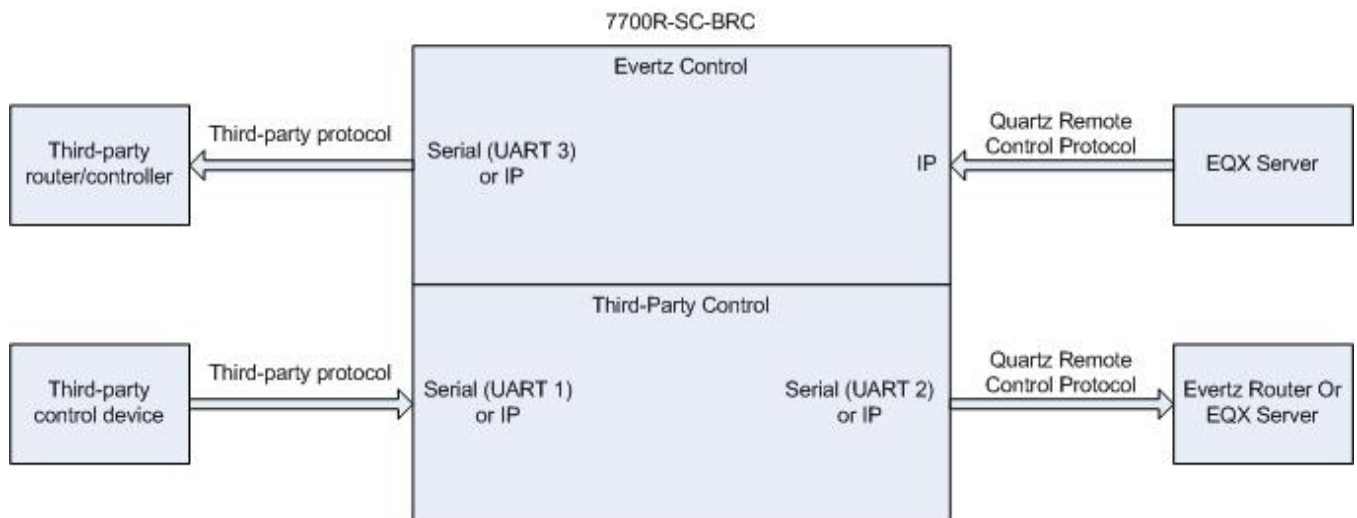 7700R-SC-BRC
Evertz Control
Third-party
router/controller
Third-party protocol
Serial (UART 3)
or IP
IP
Quartz Remote
Control Protocol
EQX Server
Third-Party Control
Third-party
control device
Third-party protocol
Serial (UART 1)
or IP
Serial (UART 2)
or IP
Quartz Remote
Control Protocol
Evertz Router Or
EQX Server